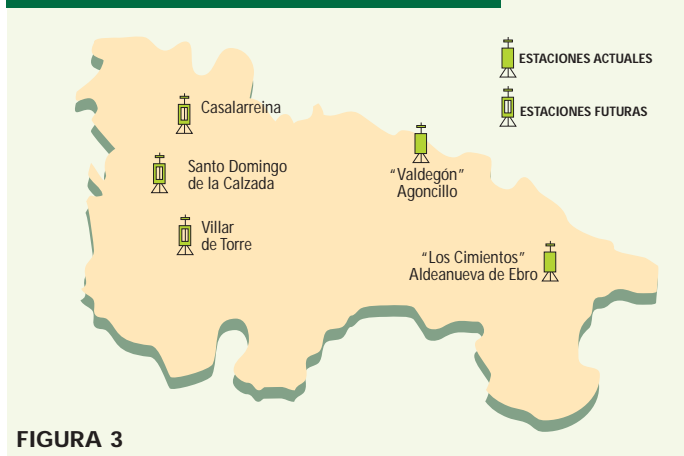 ESTACIONES ACTUALES
ESTACIONES FUTURAS
Casalarreina
Santo Domingo
de la Calzada
Villar
de Torre
“Valdegón”
Agoncillo
“Los Cimientos”
Aldeanueva de Ebro
FIGURA 3